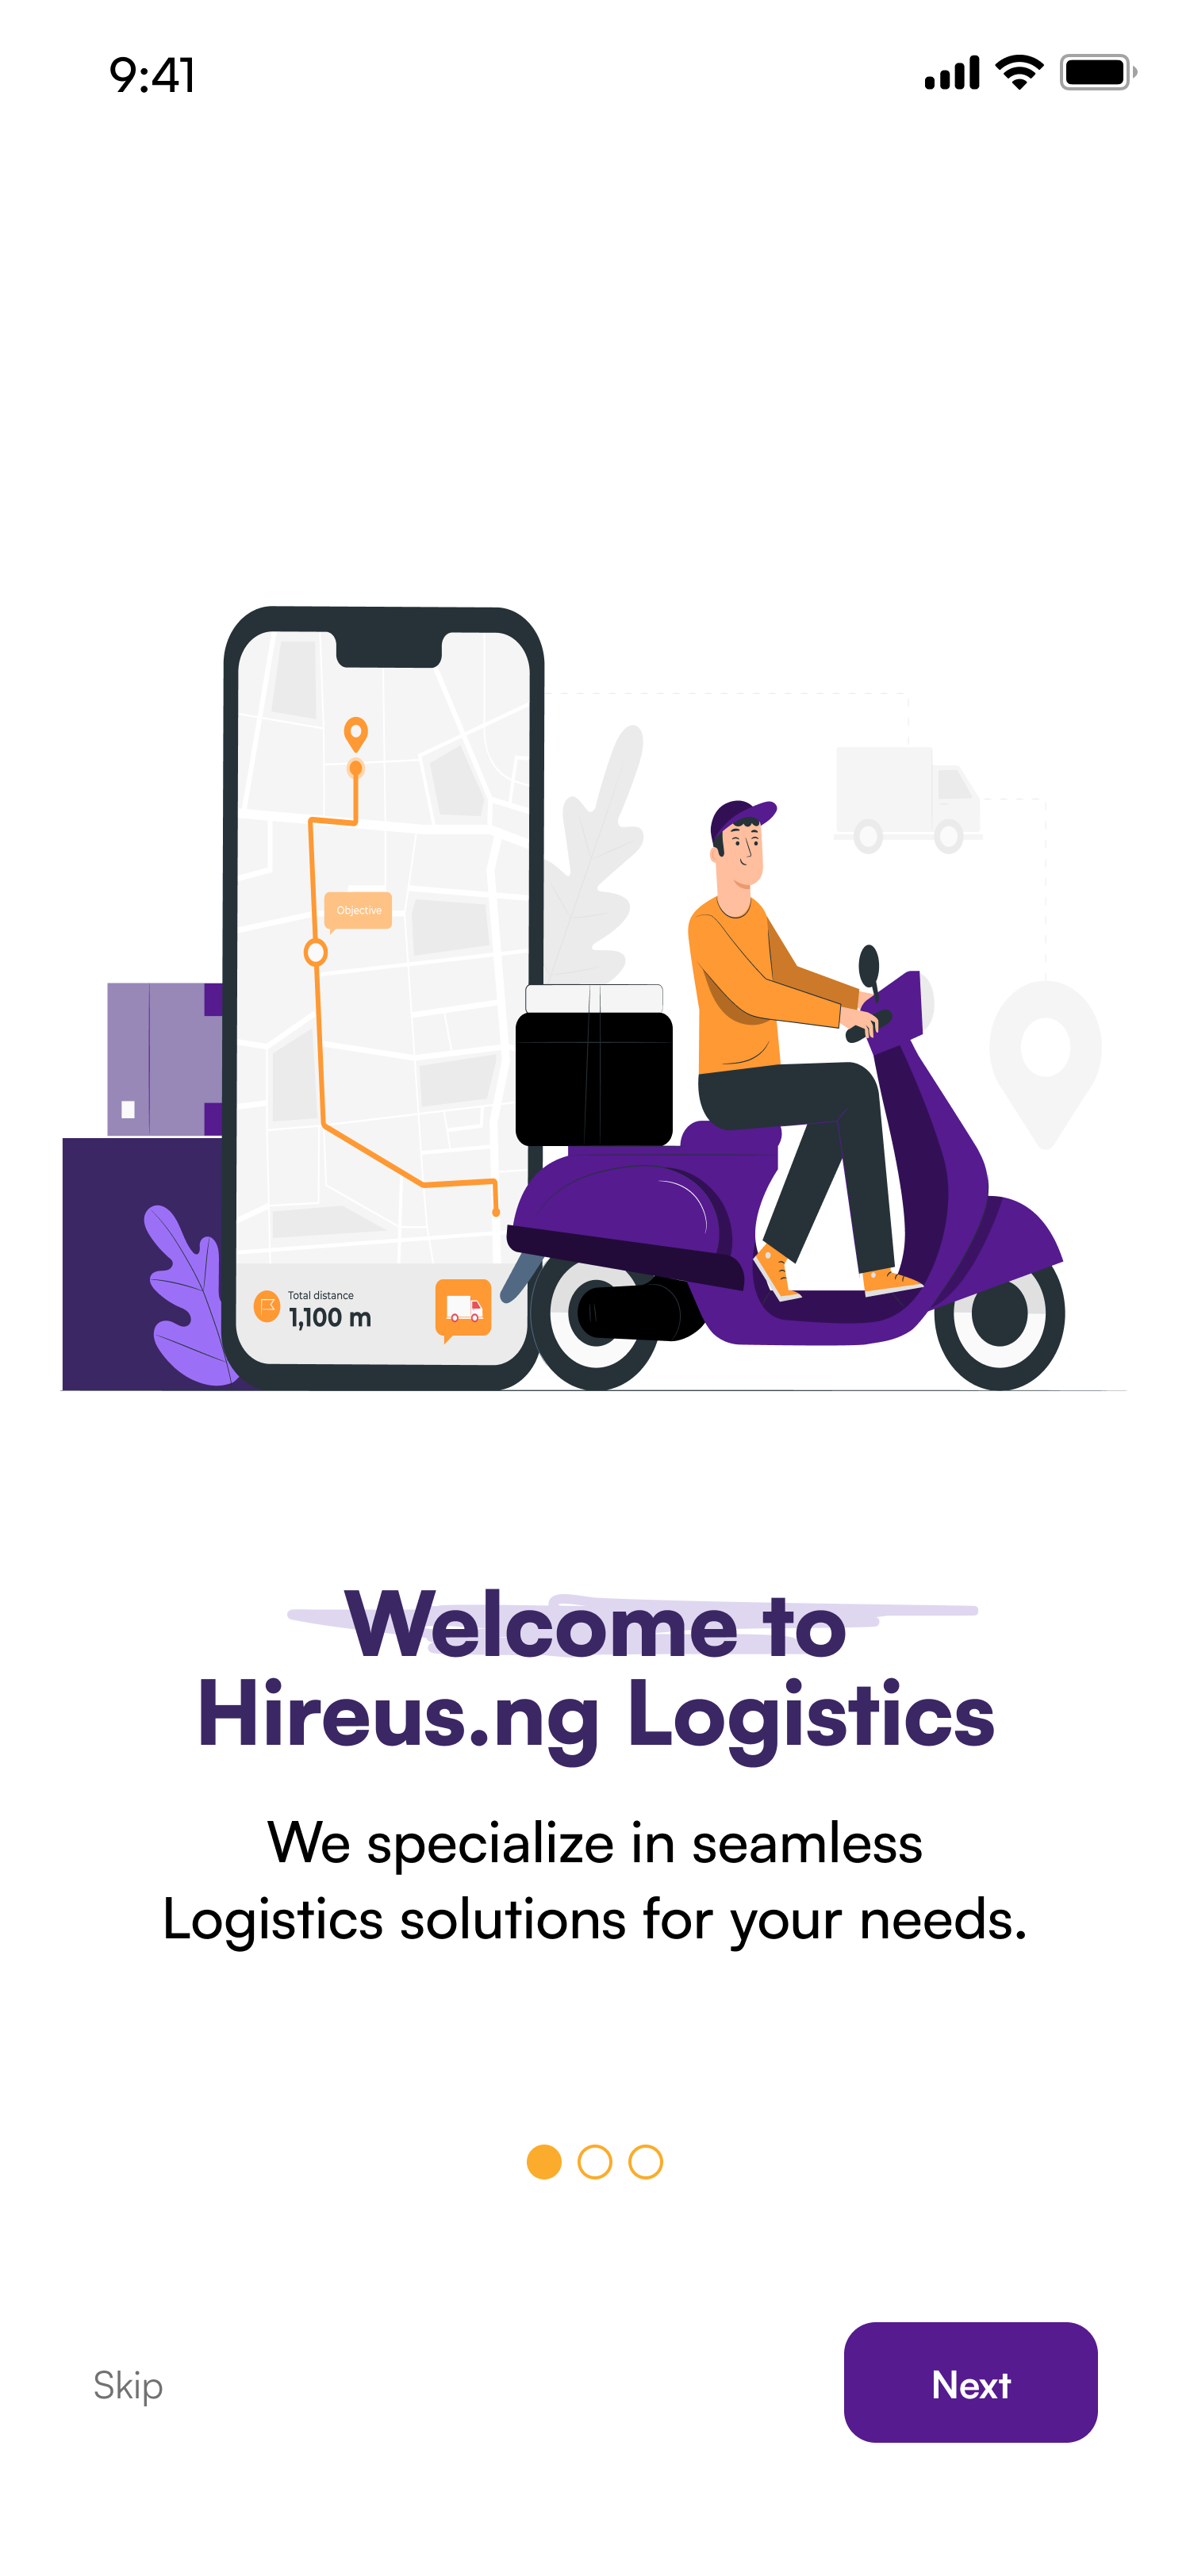 9:41
Objective
Total distance
1,100 m
Welcome to
Hireus.ng Logistics
We specialize in seamless
Logistics solutions for your needs.
Skip
Next